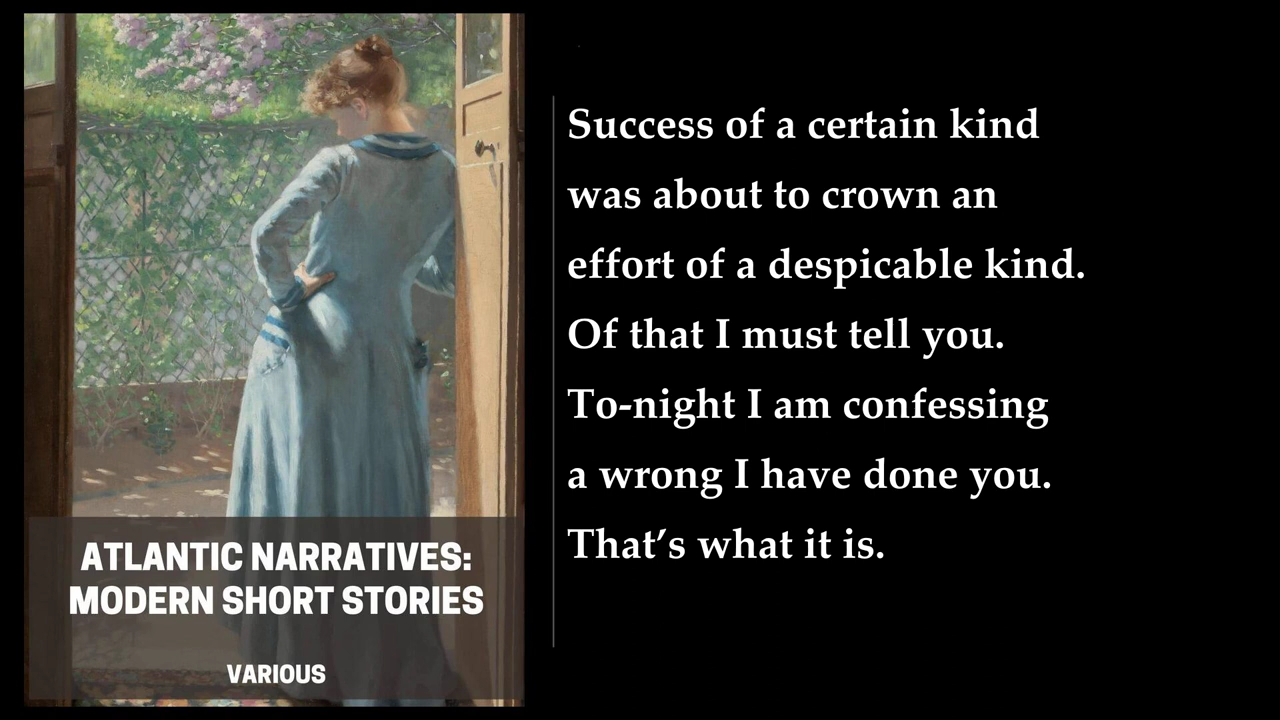 Success of a certain kind
was about to crown an
effort of a despicable kind.
Of that I must tell you.
To-night I am confessing
a wrong I have done you.
That’s what it is.
ATLANTIC NARRATIVES:
MODERN SHORT STORIES
VARIOUS